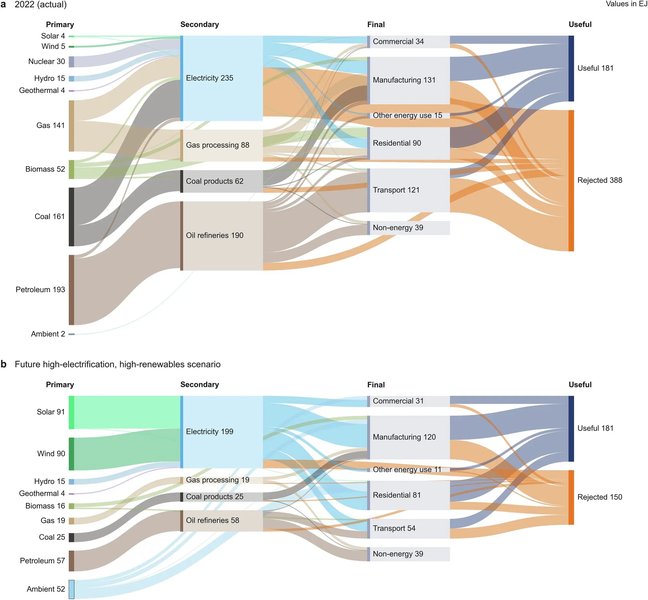 a 2022 (actual) Values in EJ
Primary Secondary Final Useful
Solar 4
Wind 5
Nuclear 30
Hydro 15
Geothermal 4
Gas 141
Biomass 52
Coal 161
Petroleum 193
Ambient 2
Electricity 235
Gas processing 88
Coal products 62
Oil refineries 190
Commercial 34
Manufacturing 131
Other energy use 15
Residential 90
Transport 121
Non-energy 39
Useful 181
Rejected 388
b Future high-electrification, high-renewables scenario
Primary Secondary Final Useful
Solar 91
Wind 90
Hydro 15
Geothermal 4
Biomass 16
Gas 19
Coal 25
Petroleum 57
Ambient 52
Electricity 199
Gas processing 19
Coal products 25
Oil refineries 58
Commercial 31
Manufacturing 120
Other energy use 11
Residential 81
Transport 54
Non-energy 39
Useful 181
Rejected 150